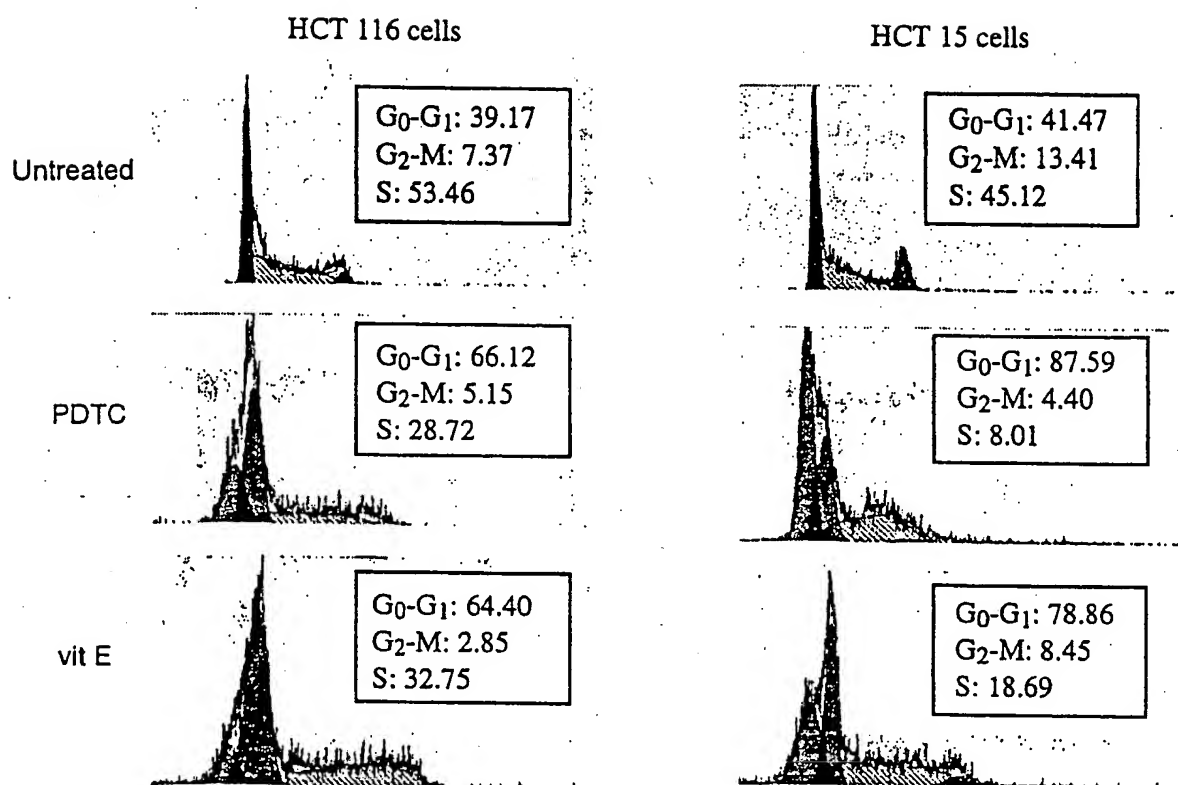 HCT 116 cells
HCT 15 cells
Untreated
G0-G1: 39.17
G2-M: 7.37
S: 53.46
G0-G1: 41.47
G2-M: 13.41
S: 45.12
PDTC
G0-G1: 66.12
G2-M: 5.15
S: 28.72
G0-G1: 87.59
G2-M: 4.40
S: 8.01
vit E
G0-G1: 64.40
G2-M: 2.85
S: 32.75
G0-G1: 78.86
G2-M: 8.45
S: 18.69